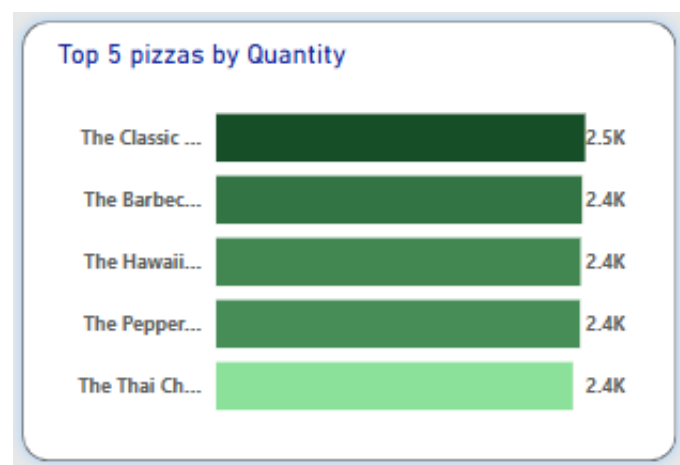 Top 5 pizzas by Quantity
The Classic ... 2.5K
The Barbec... 2.4K
The Hawaii... 2.4K
The Pepper... 2.4K
The Thai Ch... 2.4K